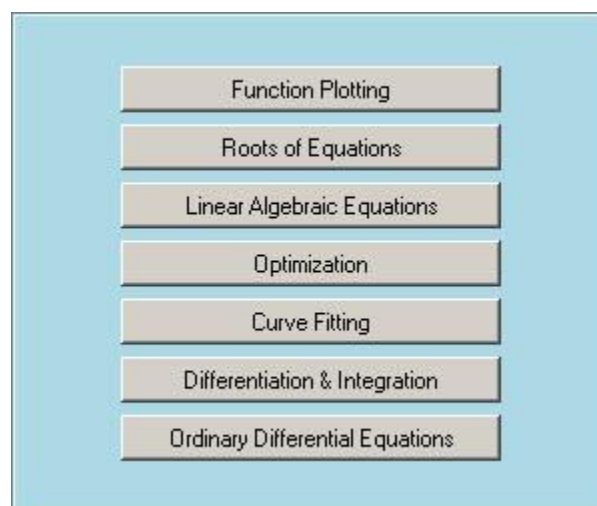 Function Plotting
Roots of Equations
Linear Algebraic Equations
Optimization
Curve Fitting
Differentiation & Integration
Ordinary Differential Equations